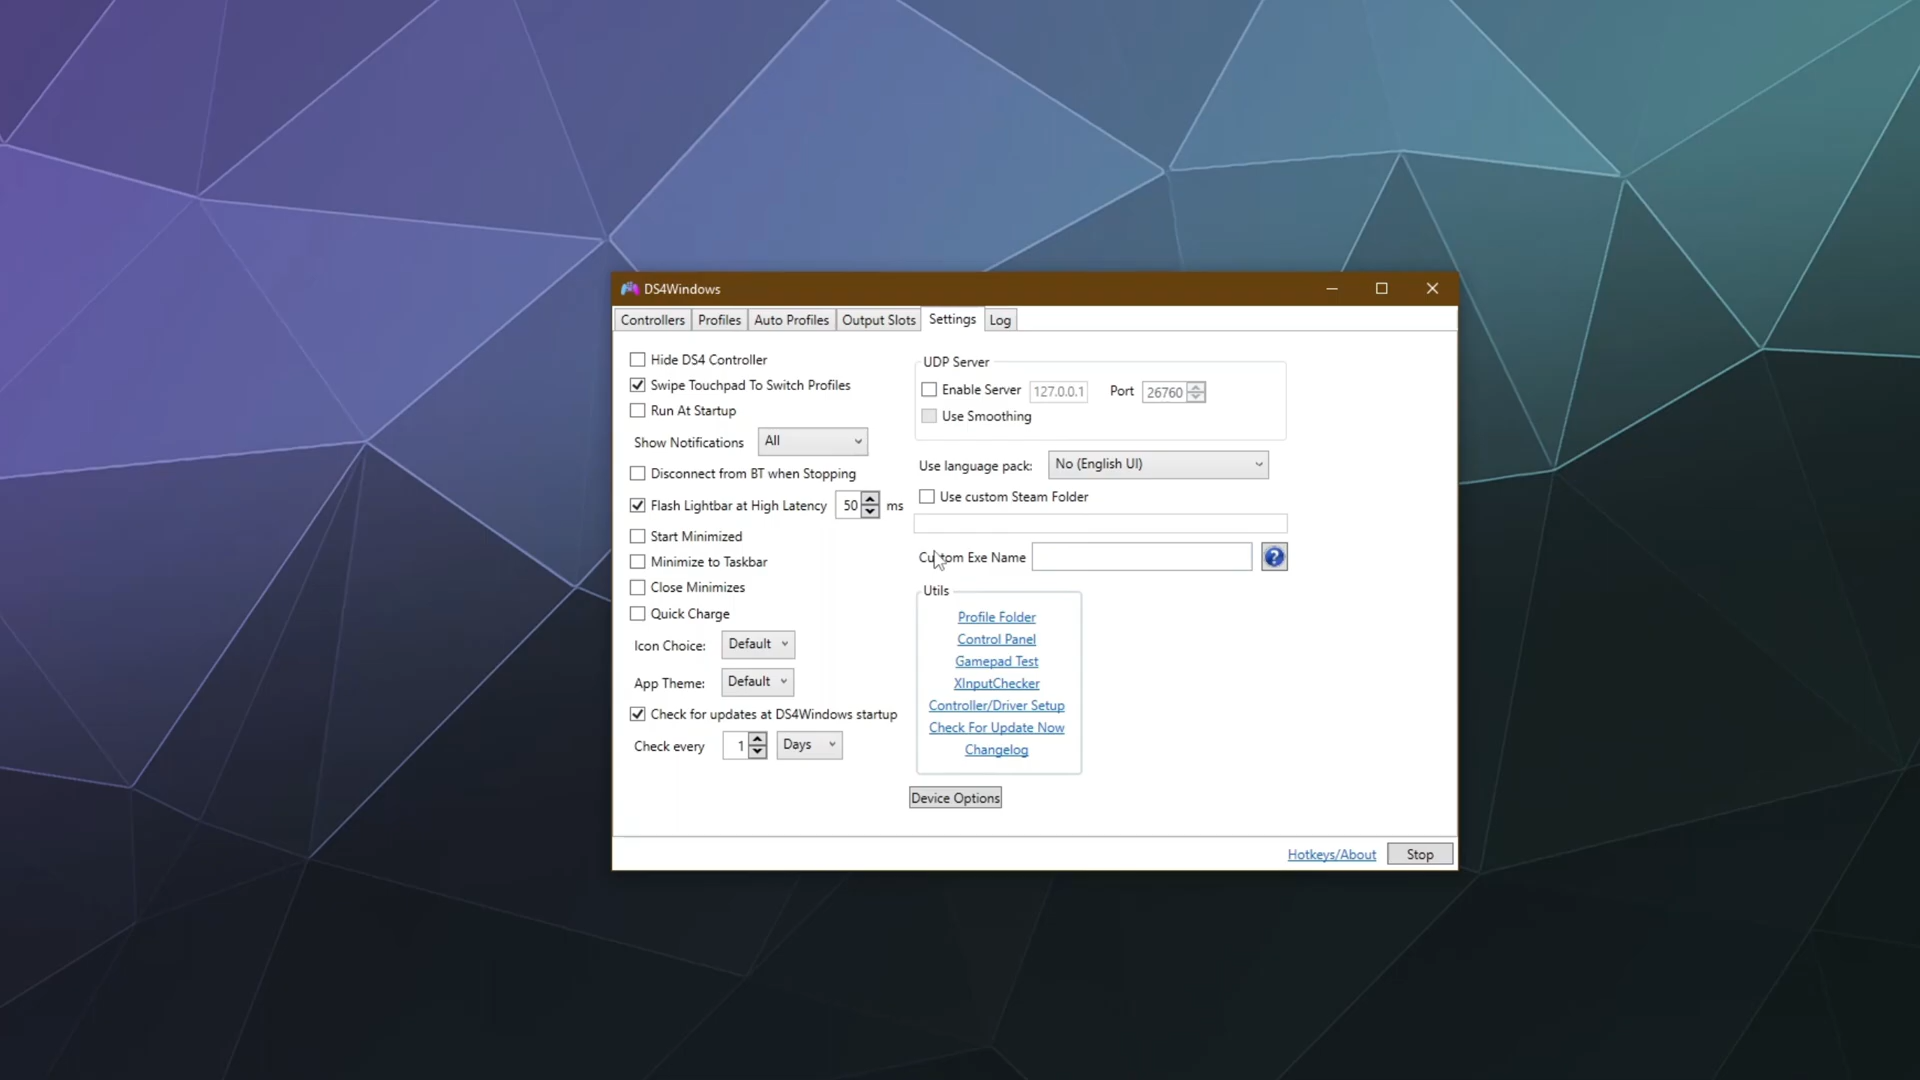 DS4Windows
Controllers Profiles Auto Profiles Output Slots Settings Log
Hide DS4 Controller
Swipe Touchpad To Switch Profiles
Run At Startup
Show Notifications All
Disconnect from BT when Stopping
Flash Lightbar at High Latency 50 ms
Start Minimized
Minimize to Taskbar
Close Minimizes
Quick Charge
Icon Choice: Default
App Theme: Default
Check for updates at DS4Windows startup
Check every 1 Days
UDP Server
Enable Server 127.0.0.1 Port 26760
Use Smoothing
Use language pack: No (English UI)
Use custom Steam Folder
Custom Exe Name ?
Utils
Profile Folder
Control Panel
Gamepad Test
XInputChecker
Controller/Driver Setup
Check For Update Now
Changelog
Device Options
Hotkeys/About Stop